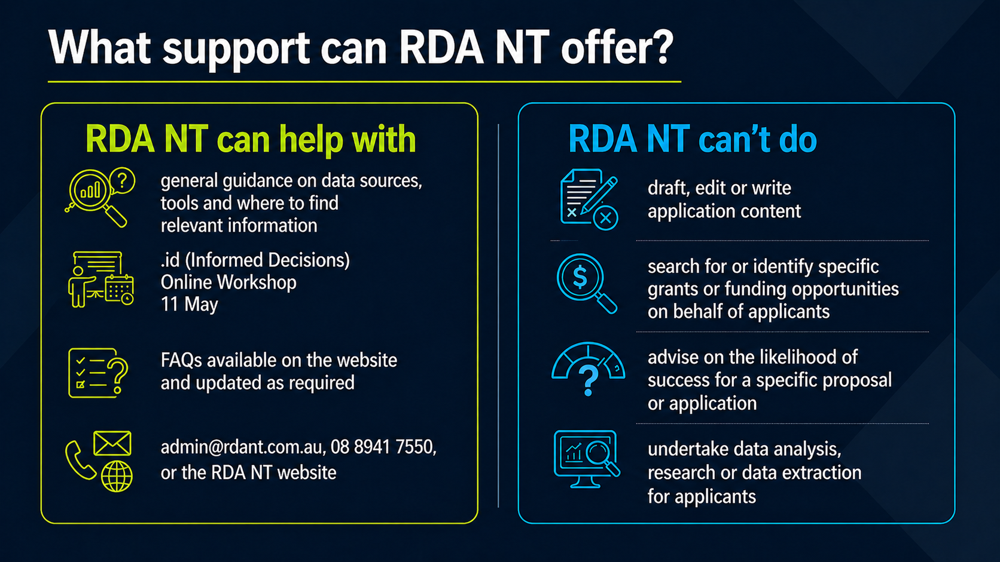 What support can RDA NT offer?
RDA NT can help with
general guidance on data sources,
tools and where to find
relevant information
.id (Informed Decisions)
Online Workshop
11 May
FAQs available on the website
and updated as required
admin@rdant.com.au, 08 8941 7550,
or the RDA NT website
RDA NT can’t do
draft, edit or write
application content
search for or identify specific
grants or funding opportunities
on behalf of applicants
advise on the likelihood of
success for a specific proposal
or application
undertake data analysis,
research or data extraction
for applicants